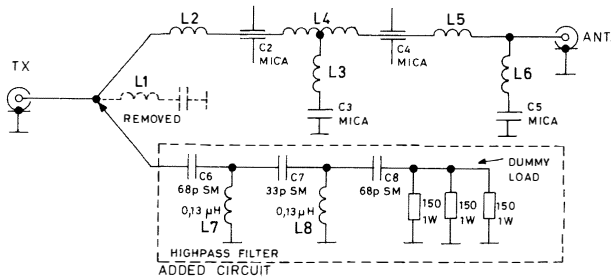 L2
C2
MICA
L4
C4
MICA
L5
ANT.
TX
L1
REMOVED
L3
C3
MICA
L6
C5
MICA
C6
68p SM
C7
33p SM
C8
68p SM
DUMMY
LOAD
0,13 µH
L7
0,13 µH
L8
150
1W
150
1W
150
1W
HIGHPASS FILTER
ADDED CIRCUIT